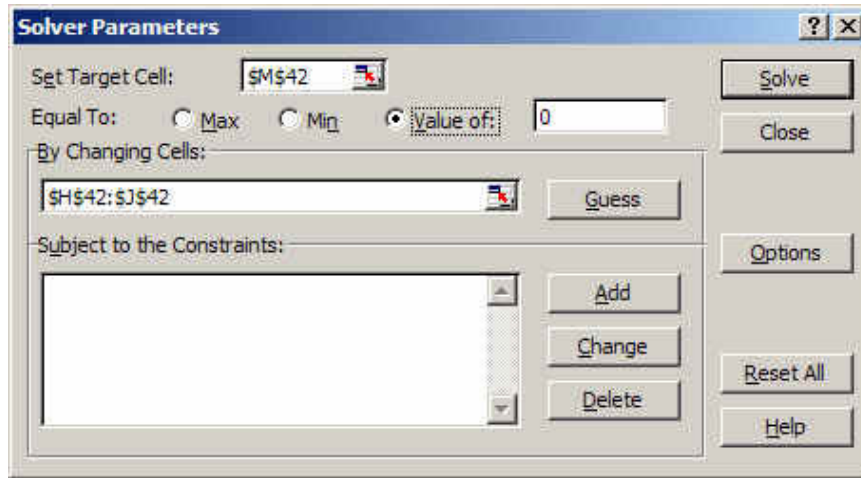 Solver Parameters
Set Target Cell: $M$42 Solve
Equal To: Max Min Value of: 0 Close
By Changing Cells:
$H$42:$J$42 Guess
Subject to the Constraints: Options
Add
Change
Reset All
Delete
Help